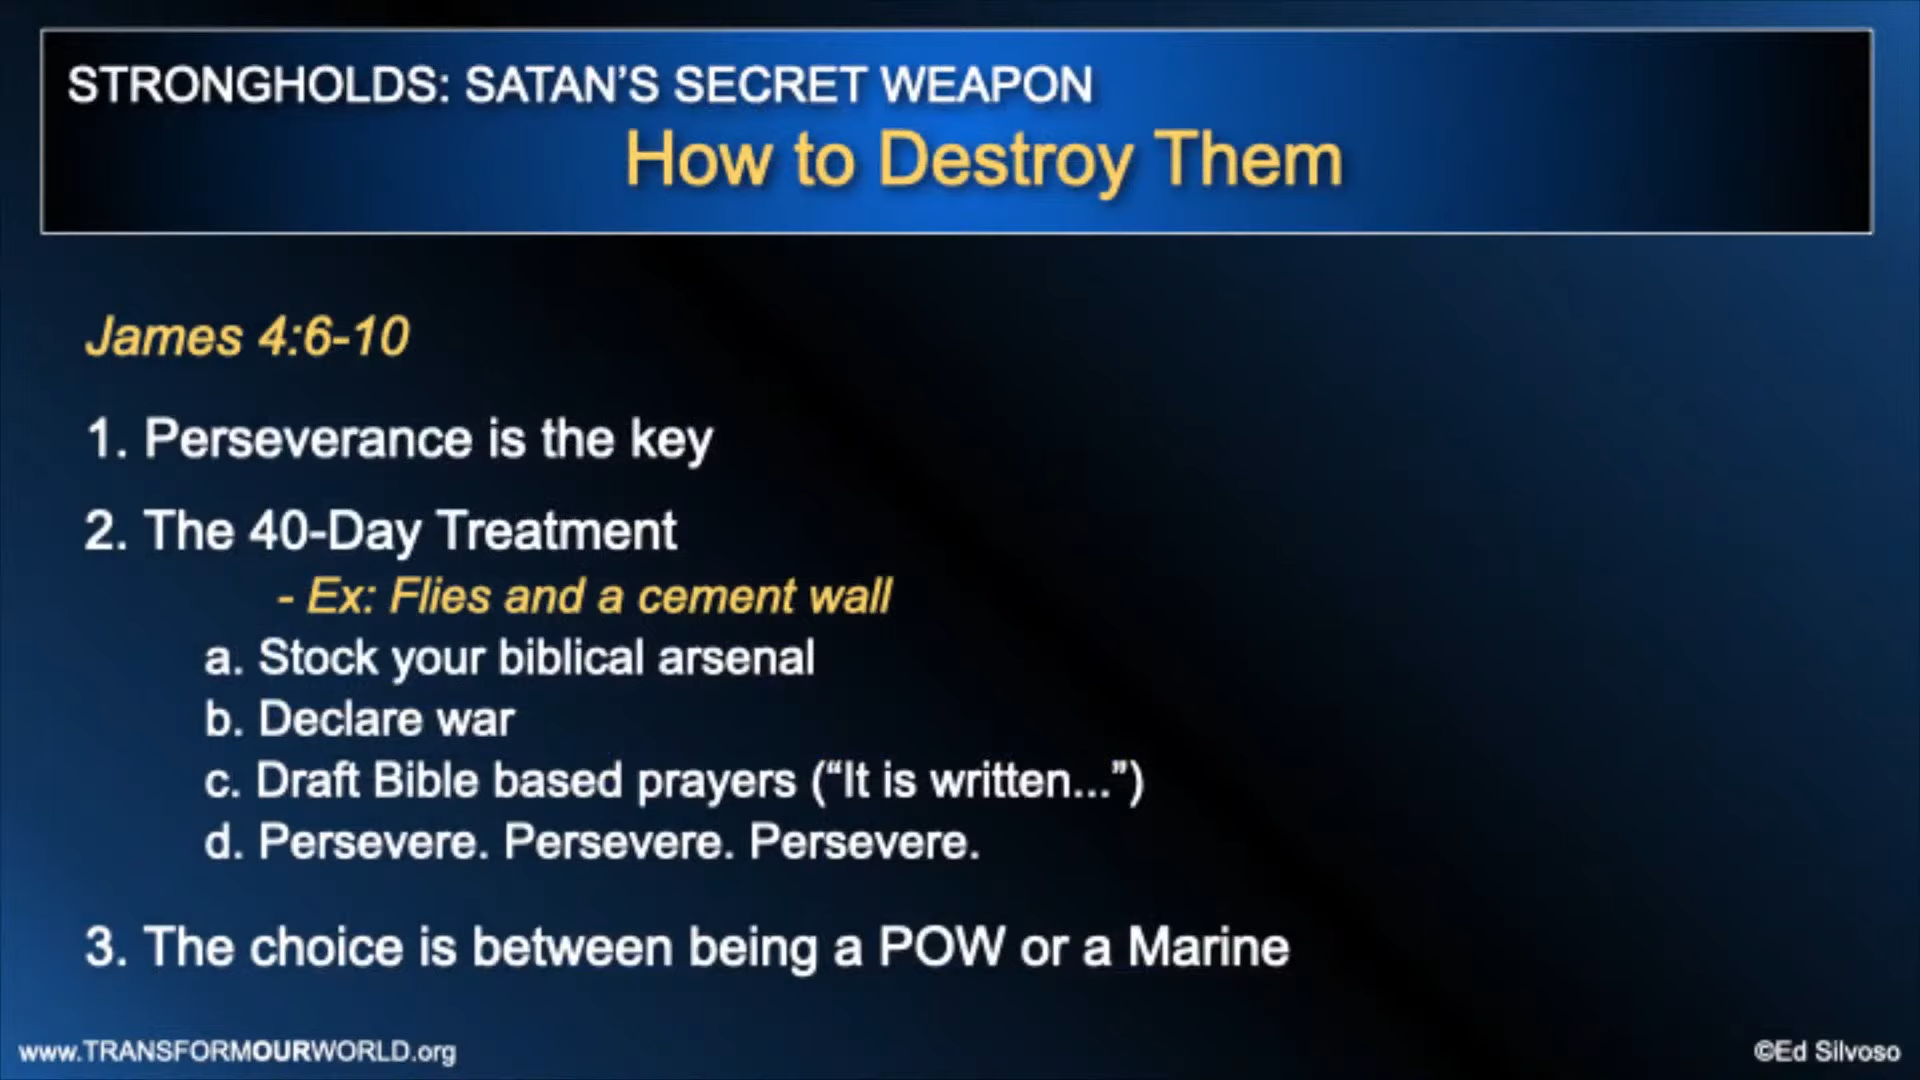 STRONGHOLDS: SATAN’S SECRET WEAPON
How to Destroy Them
James 4:6-10
1. Perseverance is the key
2. The 40-Day Treatment
- Ex: Flies and a cement wall
a. Stock your biblical arsenal
b. Declare war
c. Draft Bible based prayers (“It is written...”)
d. Persevere. Persevere. Persevere.
3. The choice is between being a POW or a Marine
www.TRANSFORMOURWORLD.org
©Ed Silvoso